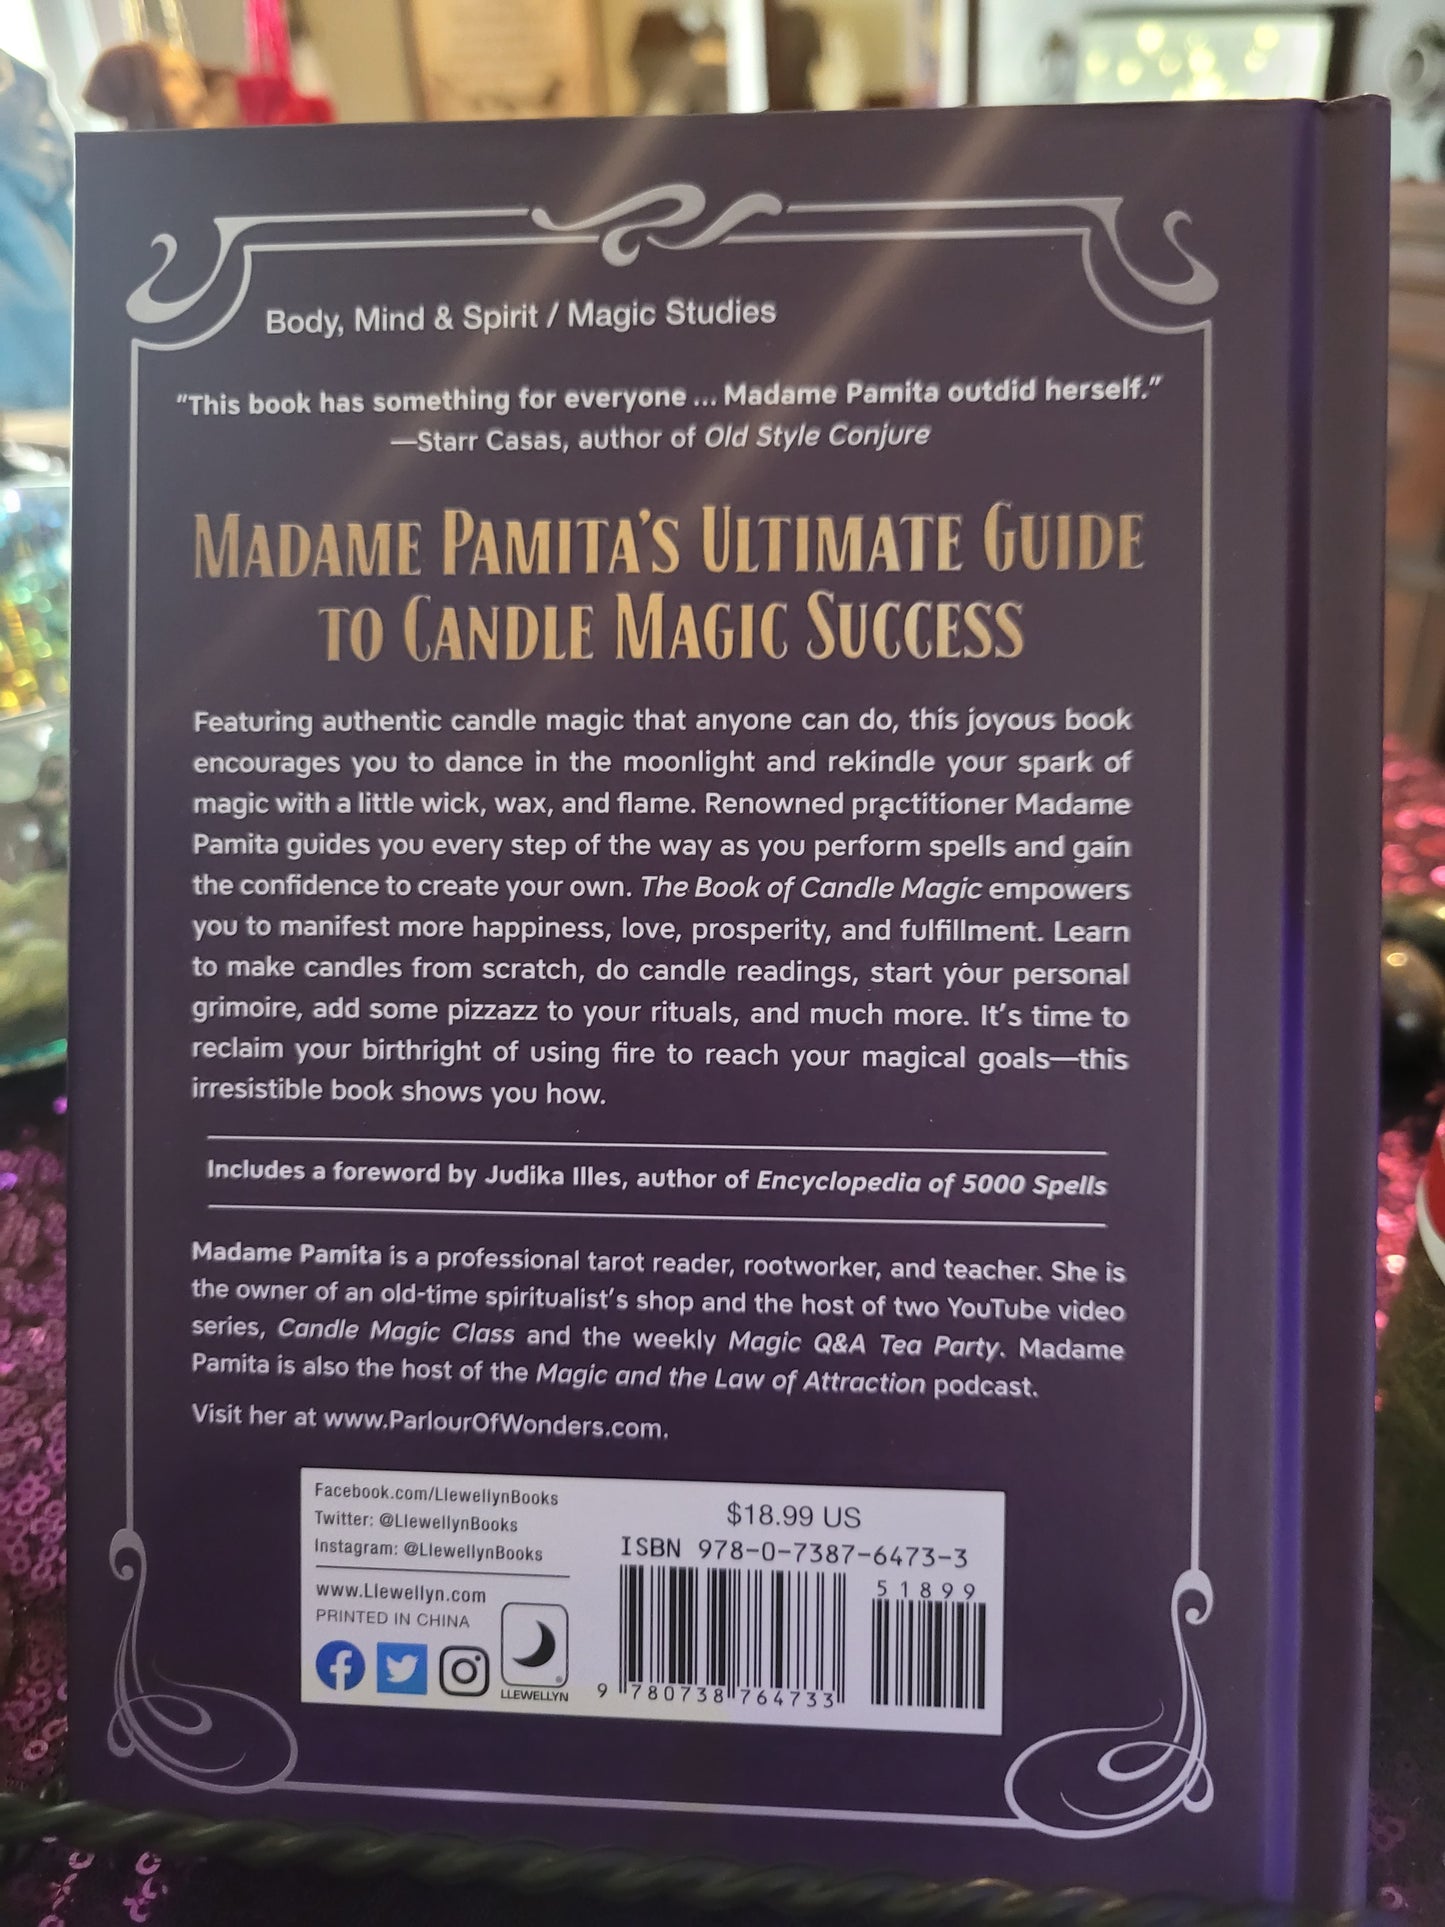 Body, Mind & Spirit / Magic Studies
"This book has something for everyone ... Madame Pamita outdid herself."
—Starr Casas, author of Old Style Conjure
MADAME PAMITA'S ULTIMATE GUIDE
TO CANDLE MAGIC SUCCESS
Featuring authentic candle magic that anyone can do, this joyous book
encourages you to dance in the moonlight and rekindle your spark of
magic with a little wick, wax, and flame. Renowned practitioner Madame
Pamita guides you every step of the way as you perform spells and gain
the confidence to create your own. The Book of Candle Magic empowers
you to manifest more happiness, love, prosperity, and fulfillment. Learn
to make candles from scratch, do candle readings, start your personal
grimoire, add some pizzazz to your rituals, and much more. It's time to
reclaim your birthright of using fire to reach your magical goals—this
irresistible book shows you how.
Includes a foreword by Judika Illes, author of Encyclopedia of 5000 Spells
Madame Pamita is a professional tarot reader, rootworker, and teacher. She is
the owner of an old-time spiritualist's shop and the host of two YouTube video
series, Candle Magic Class and the weekly Magic Q&A Tea Party. Madame
Pamita is also the host of the Magic and the Law of Attraction podcast.
Visit her at www.ParlourOfWonders.com.
Facebook.com/LlewellynBooks
Twitter: @LlewellynBooks
Instagram: @LlewellynBooks
www.Llewellyn.com
PRINTED IN CHINA
LLEWELLYN
$18.99 US
ISBN 978-0-7387-6473-3
51899
9 780738 764733